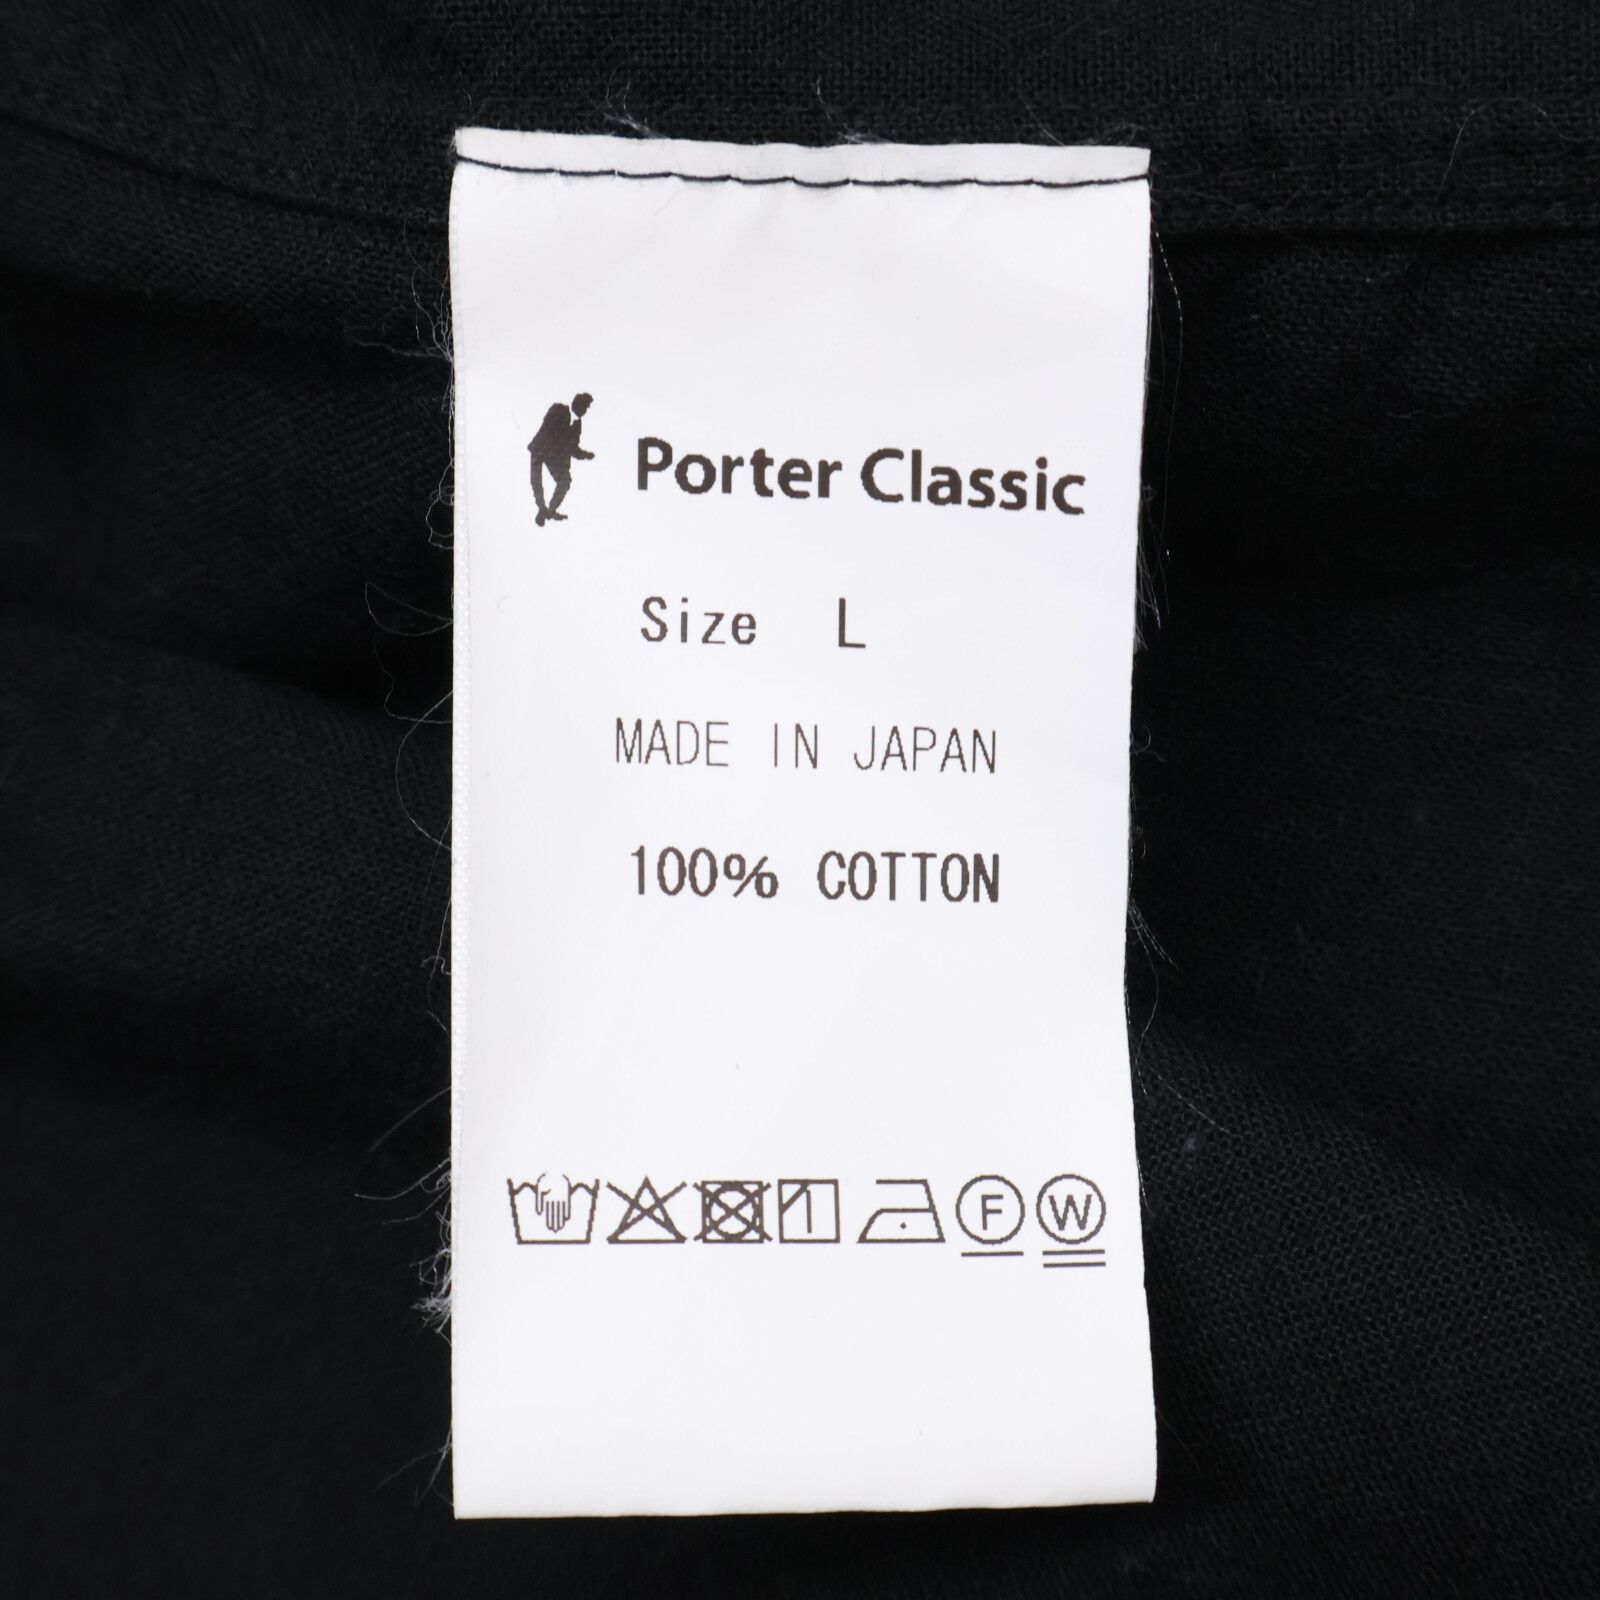 Porter Classic
Size L
MADE IN JAPAN
100% COTTON
F W